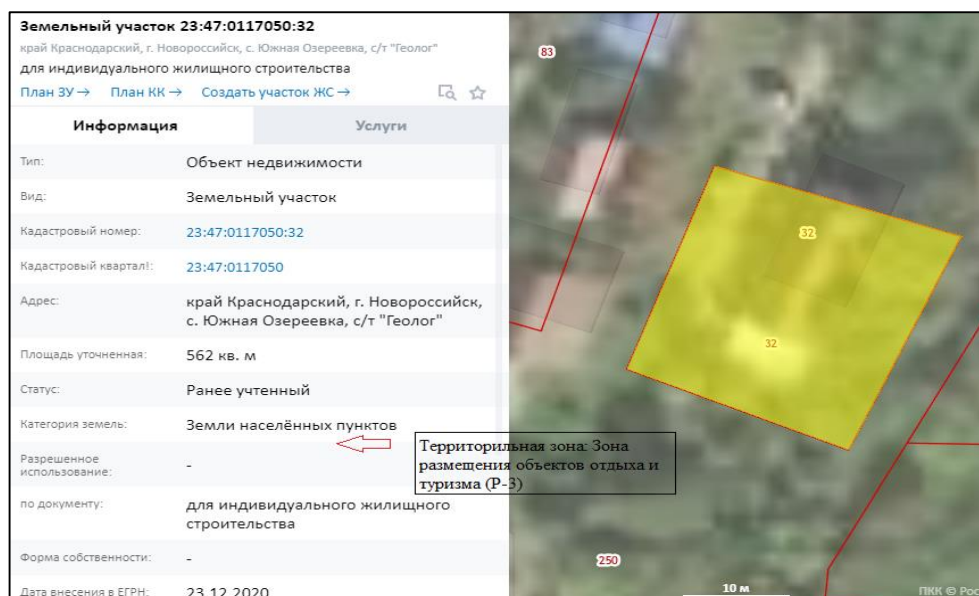 Земельный участок 23:47:0117050:32
край Краснодарский, г. Новороссийск, с. Южная Озереевка, с/т "Геолог"
для индивидуального жилищного строительства
План ЗУ → План КК → Создать участок ЖС →
Информация Услуги
Тип: Объект недвижимости
Вид: Земельный участок
Кадастровый номер: 23:47:0117050:32
Кадастровый квартал!: 23:47:0117050
Адрес: край Краснодарский, г. Новороссийск,
с. Южная Озереевка, с/т "Геолог"
Площадь уточненная: 562 кв. м
Статус: Ранее учтенный
Категория земель: Земли населённых пунктов
Разрешенное
использование: -
по документу: для индивидуального жилищного
строительства
Форма собственности: -
Дата внесения в ЕГРН: 23.12.2020
Территорильная зона: Зона
размещения объектов отдыха и
туризма (Р-3)
83
32
32
250
10 м
ПКК © Рос